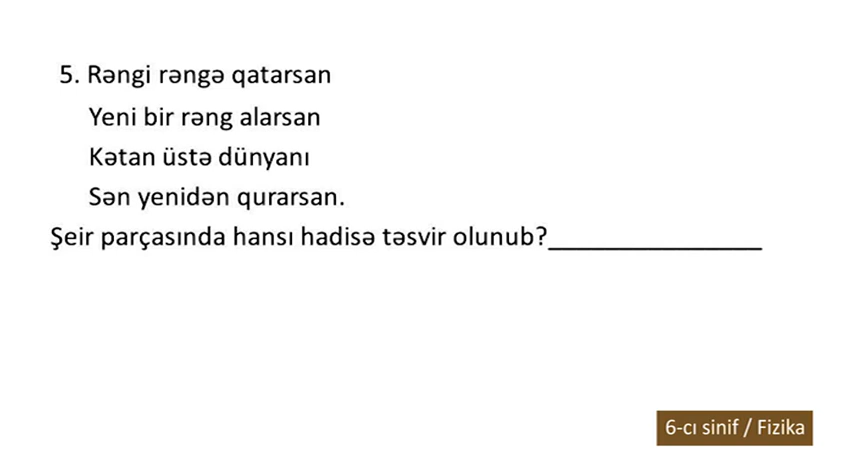 5. Rəngi rəngə qatarsan
Yeni bir rəng alarsan
Kətan üstə dünyanı
Sən yenidən qurarsan.
Şeir parçasında hansı hadisə təsvir olunub?________________
6-cı sinif / Fizika